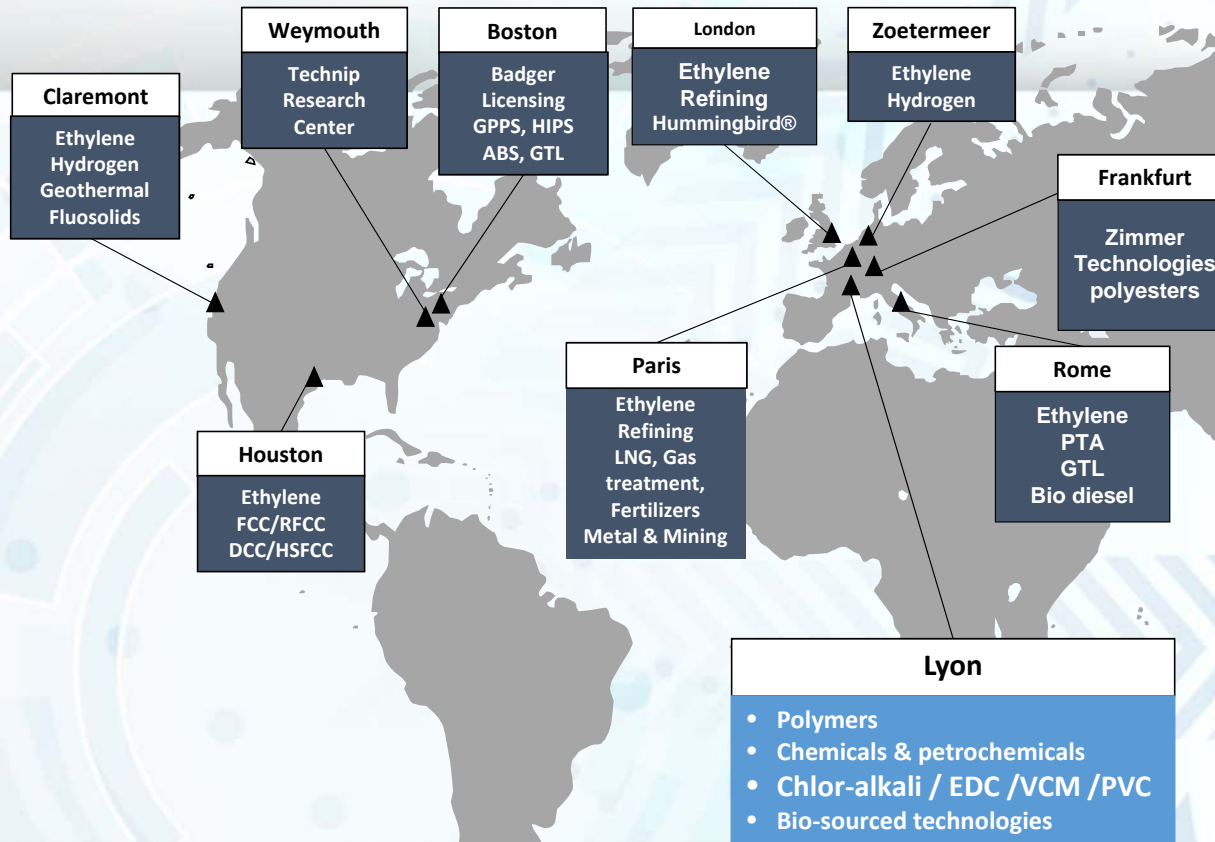 Weymouth
Technip
Research
Center
Boston
Badger
Licensing
GPPS, HIPS
ABS, GTL
London
Ethylene
Refining
Hummingbird®
Zoetermeer
Ethylene
Hydrogen
Claremont
Ethylene
Hydrogen
Geothermal
Fluosolids
Frankfurt
Zimmer
Technologies
polyesters
Paris
Ethylene
Refining
LNG, Gas
treatment,
Fertilizers
Metal & Mining
Rome
Ethylene
PTA
GTL
Bio diesel
Houston
Ethylene
FCC/RFCC
DCC/HSFCC
Lyon
• Polymers
• Chemicals & petrochemicals
• Chlor-alkali / EDC /VCM /PVC
• Bio-sourced technologies